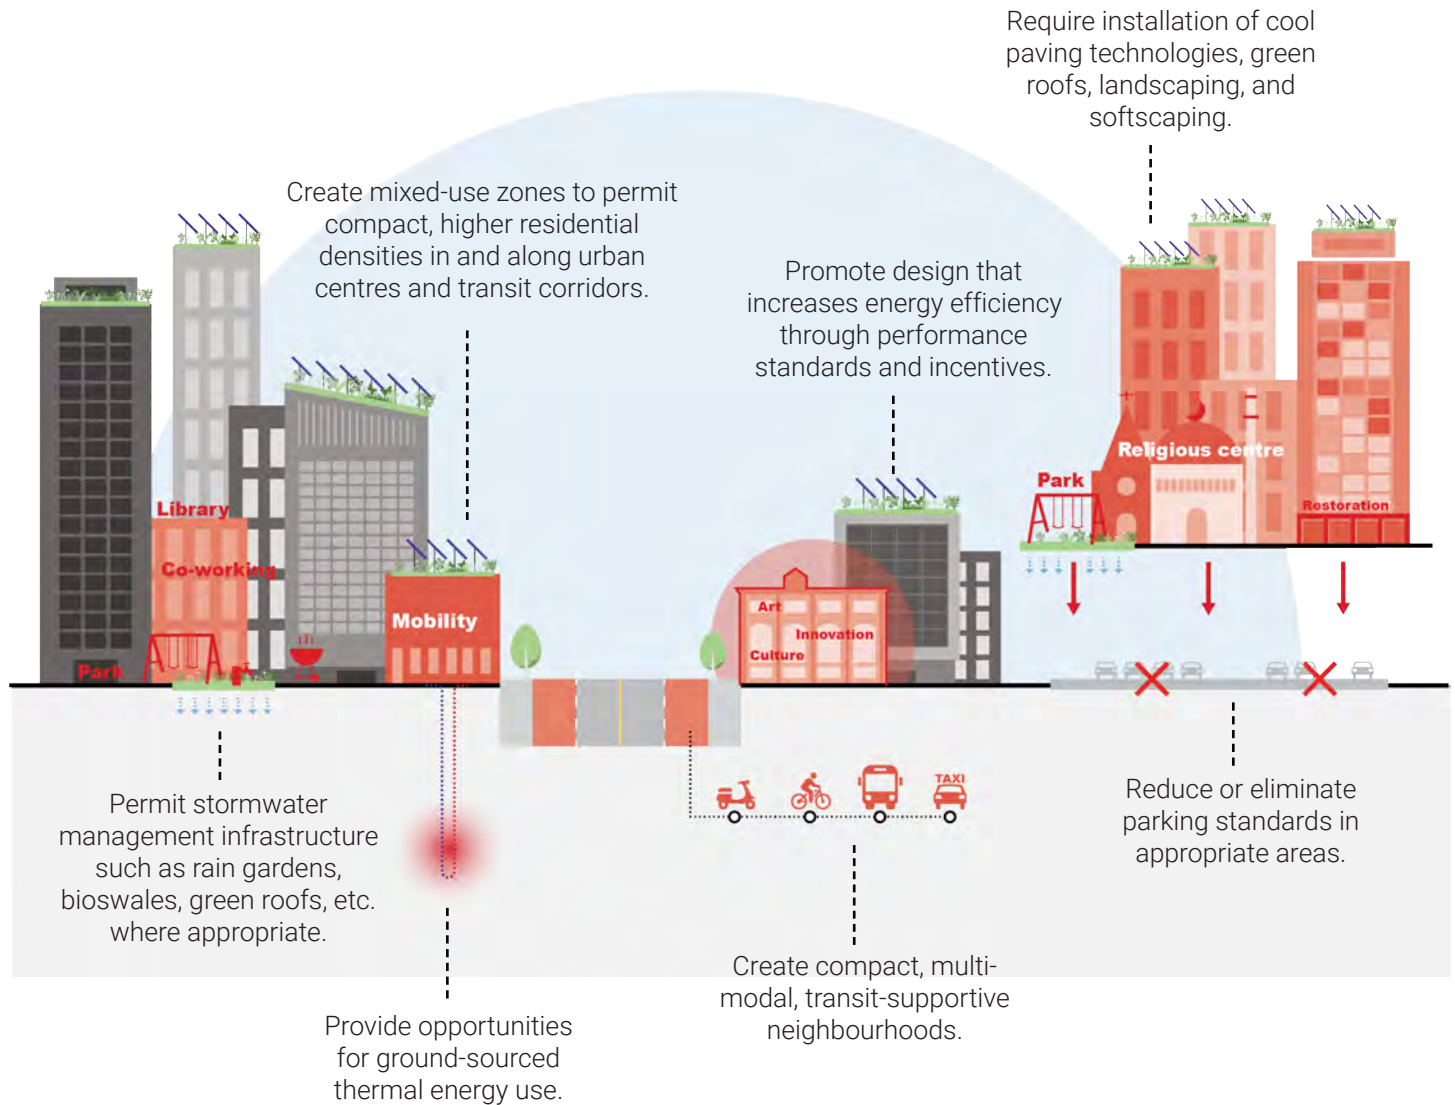 Require installation of cool
paving technologies, green
roofs, landscaping, and
softscaping.
Create mixed-use zones to permit
compact, higher residential
densities in and along urban
centres and transit corridors.
Promote design that
increases energy efficiency
through performance
standards and incentives.
Religious centre
Park
Restoration
Library
Co-working
Mobility
Park
Art
Innovation
Culture
TAXI
Permit stormwater
management infrastructure
such as rain gardens,
bioswales, green roofs, etc.
where appropriate.
Reduce or eliminate
parking standards in
appropriate areas.
Create compact, multi-
modal, transit-supportive
neighbourhoods.
Provide opportunities
for ground-sourced
thermal energy use.